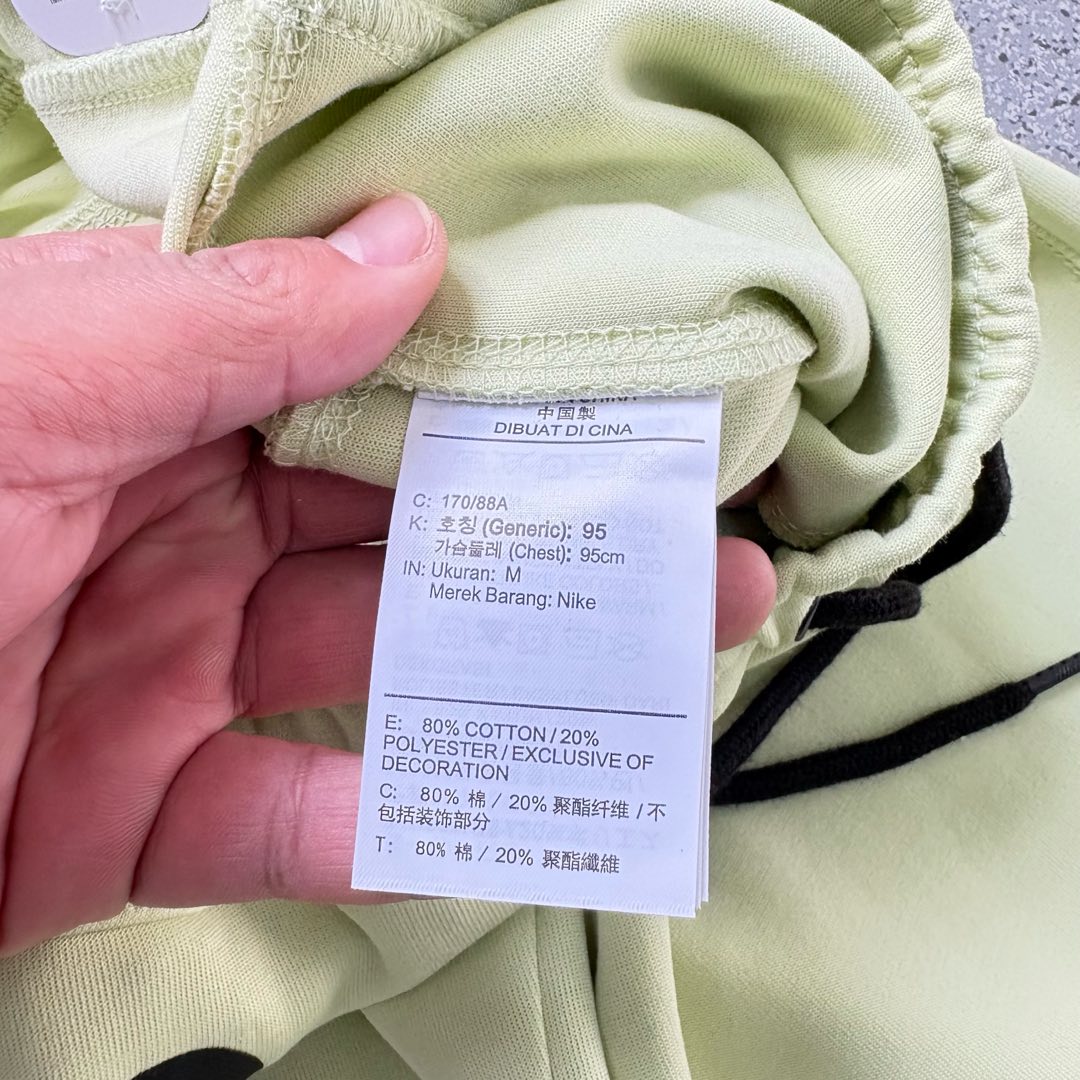 中国製
DIBUAT DI CINA
C: 170/88A
K: 호칭 (Generic): 95
가슴둘레 (Chest): 95cm
IN: Ukuran: M
Merek Barang: Nike
E: 80% COTTON / 20%
POLYESTER / EXCLUSIVE OF
DECORATION
C: 80% 棉 / 20% 聚酯纤维 / 不
包括装饰部分
T: 80% 棉 / 20% 聚酯纖維